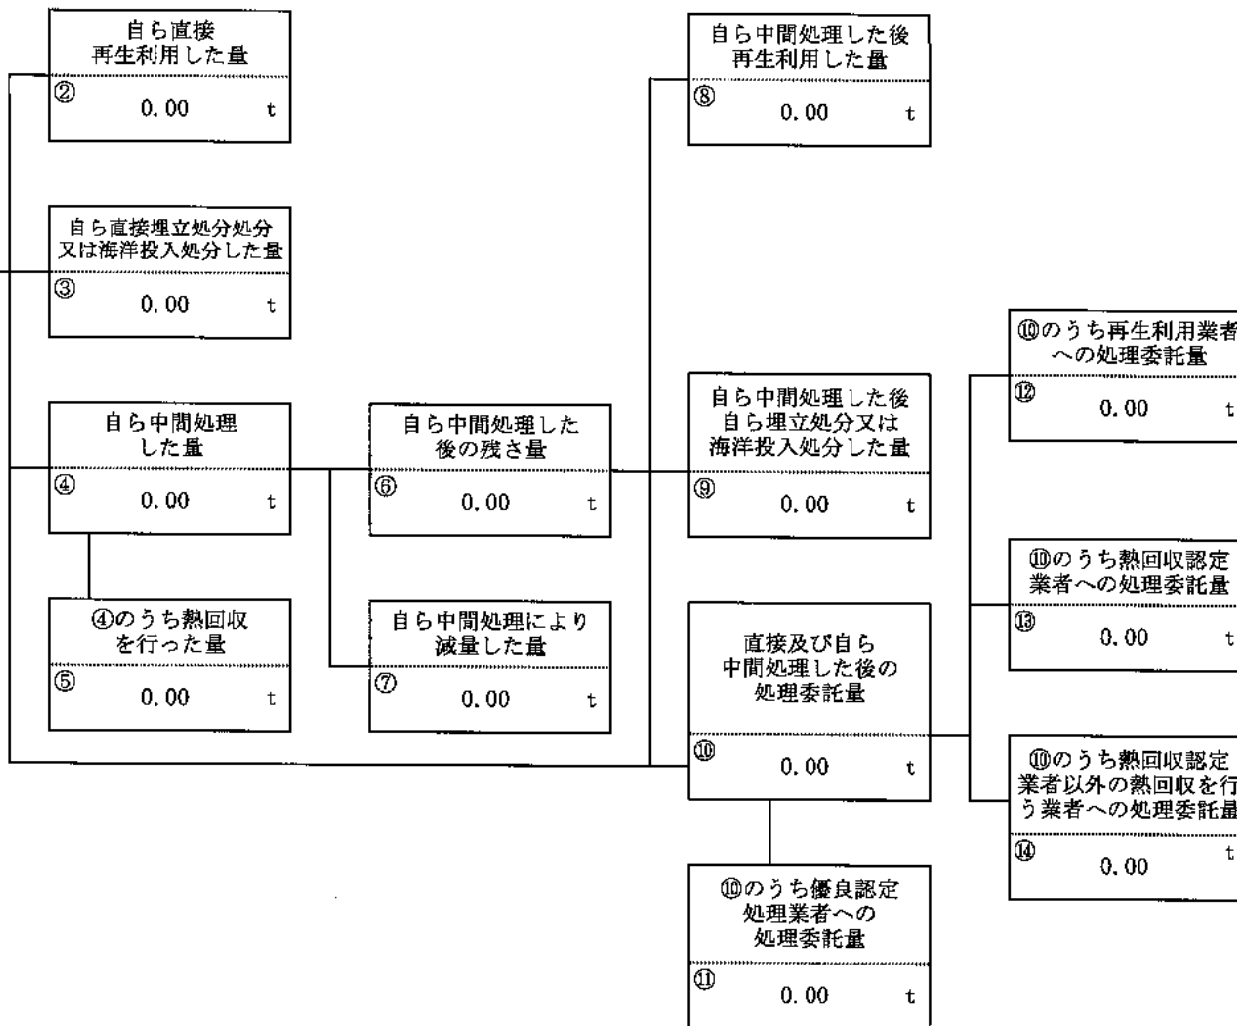 自ら直接
再生利用した量
② 0.00 t
自ら中間処理した後
再生利用した量
⑧ 0.00 t
自ら直接埋立処分処分
又は海洋投入処分した量
③ 0.00 t
⑩のうち再生利用業者
への処理委託量
⑫ 0.00 t
自ら中間処理
した量
④ 0.00 t
自ら中間処理した
後の残さ量
⑥ 0.00 t
自ら中間処理した後
自ら埋立処分又は
海洋投入処分した量
⑨ 0.00 t
⑩のうち熱回収認定
業者への処理委託量
⑬ 0.00 t
④のうち熱回収
を行った量
⑤ 0.00 t
自ら中間処理により
減量した量
⑦ 0.00 t
直接及び自ら
中間処理した後の
処理委託量
⑩ 0.00 t
⑩のうち熱回収認定
業者以外の熱回収を行
う業者への処理委託量
⑭ 0.00 t
⑩のうち優良認定
処理業者への
処理委託量
⑪ 0.00 t